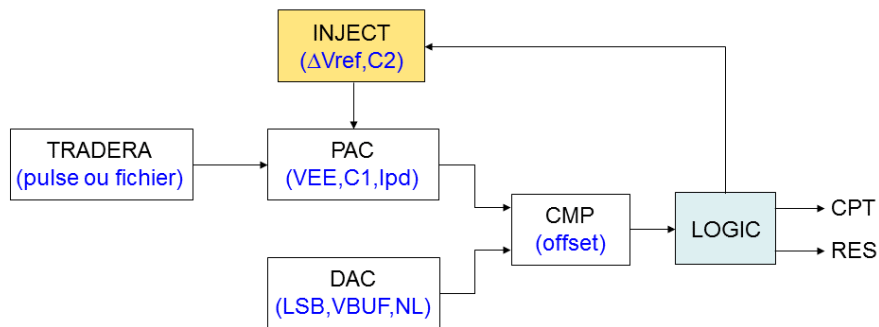 INJECT
(ΔVref,C2)
TRADERA
(pulse ou fichier)
PAC
(VEE,C1,Ipd)
CMP
(offset)
LOGIC
CPT
RES
DAC
(LSB,VBUF,NL)